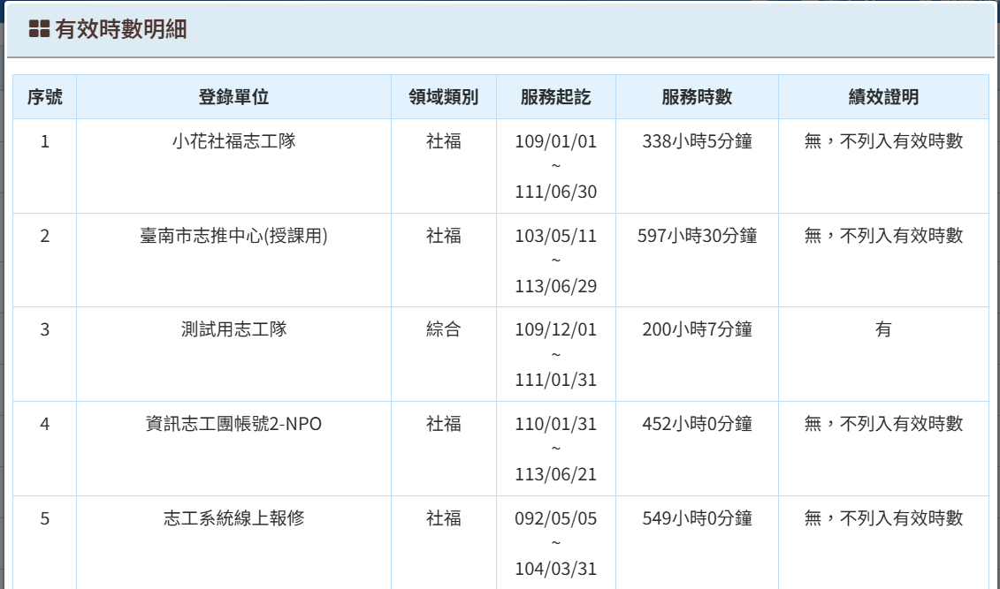 有效時數明細
序號 登錄單位 領域類別 服務起訖 服務時數 績效證明
1 小花社福志工隊 社福 109/01/01 338小時5分鐘 無，不列入有效時數
~
111/06/30
2 臺南市志推中心(授課用) 社福 103/05/11 597小時30分鐘 無，不列入有效時數
~
113/06/29
3 測試用志工隊 綜合 109/12/01 200小時7分鐘 有
~
111/01/31
4 資訊志工團帳號2-NPO 社福 110/01/31 452小時0分鐘 無，不列入有效時數
~
113/06/21
5 志工系統線上報修 社福 092/05/05 549小時0分鐘 無，不列入有效時數
~
104/03/31